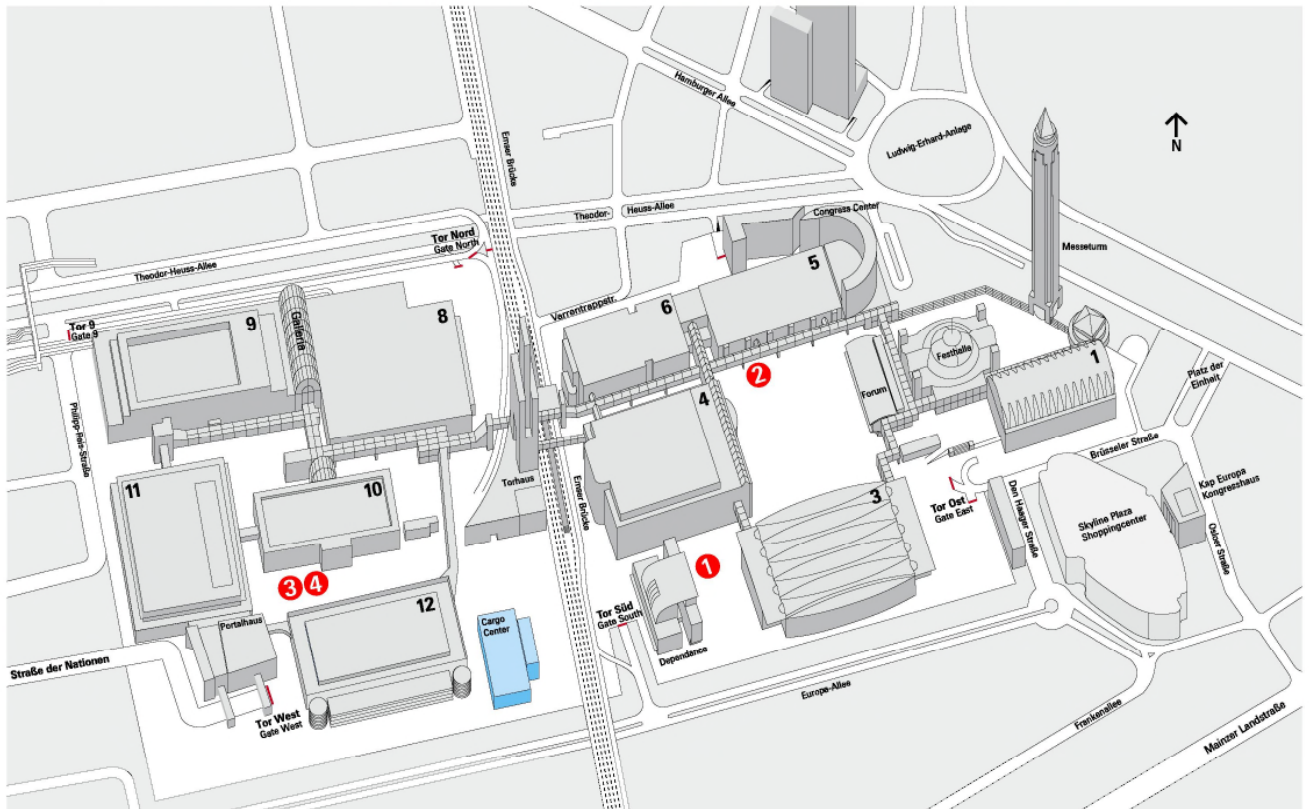 Hamburger Allee
Ludwig-Erhard-Anlage
N
Emser Brücke
Theodor-
Heuss-Allee
Congress Center
Messeturm
Tor Nord
Gate North
Theodor-Heuss-Allee
Varrentrappstr.
5
6
8
9
Galleria
Tor 9
Gate 9
Festhalle
1
Platz der
Einheit
2
Forum
4
Philipp-Reis-Straße
Brüsseler Straße
Torhaus
Emser Brücke
11
10
3
Tor Ost
Gate East
Den Haager Straße
Kap Europa
Kongresshaus
Skyline Plaza
Shoppingcenter
Osloer Straße
1
3
4
12
Portalhaus
Cargo
Center
Tor Süd
Gate South
Dependance
Straße der Nationen
Tor West
Gate West
Europa-Allee
Frankenallee
Mainzer Landstraße